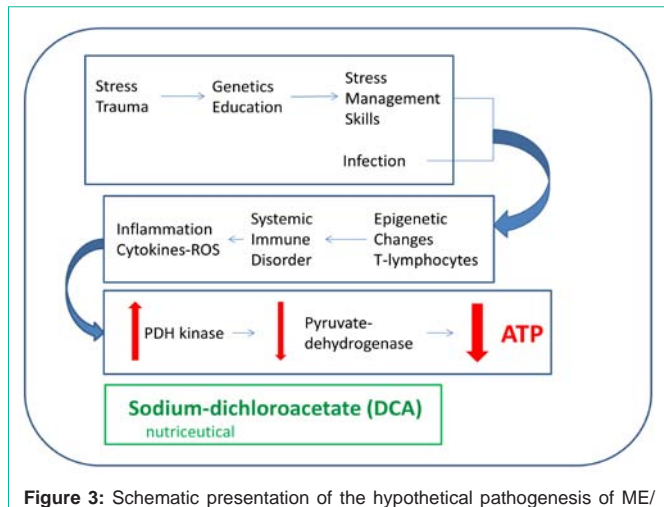 Stress
Trauma
Genetics
Education
Stress
Management
Skills
Infection
Inflammation
Cytokines-ROS
Systemic
Immune
Disorder
Epigenetic
Changes
T-lymphocytes
PDH kinase
Pyruvate-
dehydrogenase
ATP
Sodium-dichloroacetate (DCA)
nutriceutical
Figure 3: Schematic presentation of the hypothetical pathogenesis of ME/